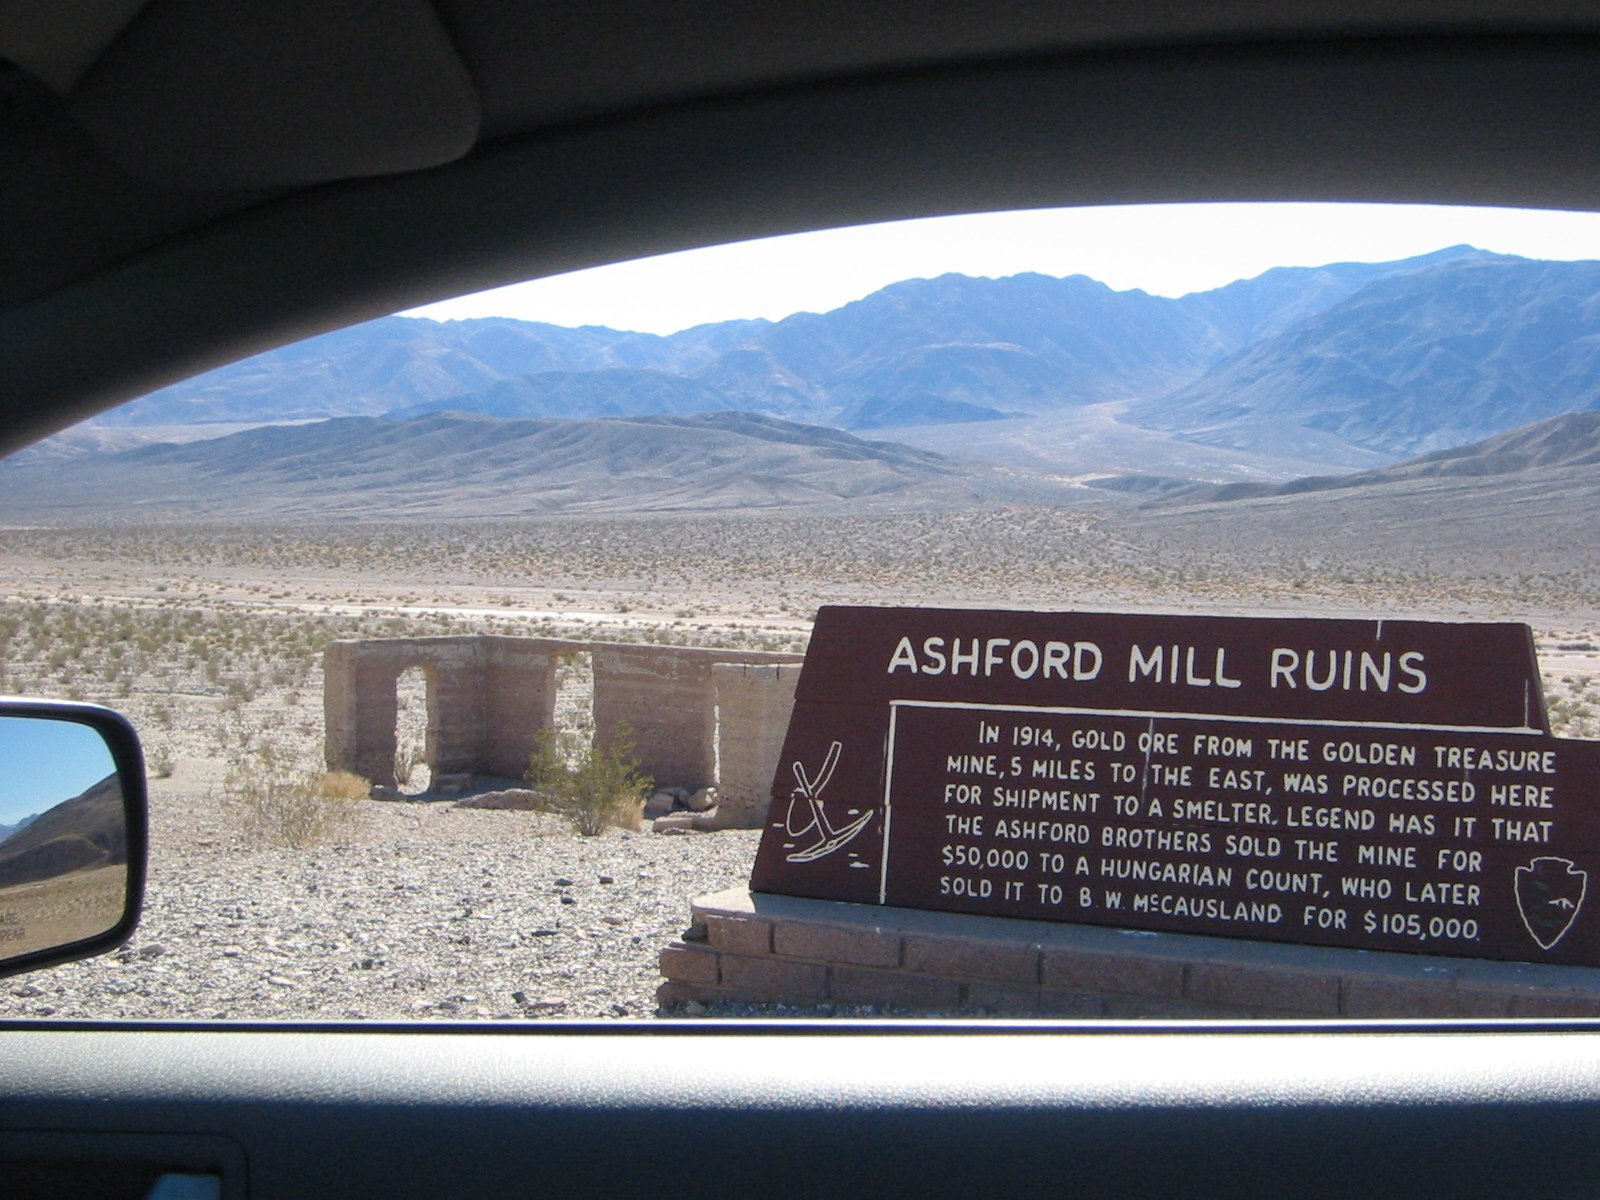 ASHFORD MILL RUINS
IN 1914, GOLD ORE FROM THE GOLDEN TREASURE
MINE, 5 MILES TO THE EAST, WAS PROCESSED HERE
FOR SHIPMENT TO A SMELTER. LEGEND HAS IT THAT
THE ASHFORD BROTHERS SOLD THE MINE FOR
$50,000 TO A HUNGARIAN COUNT, WHO LATER
SOLD IT TO B. W. McCAUSLAND FOR $105,000.